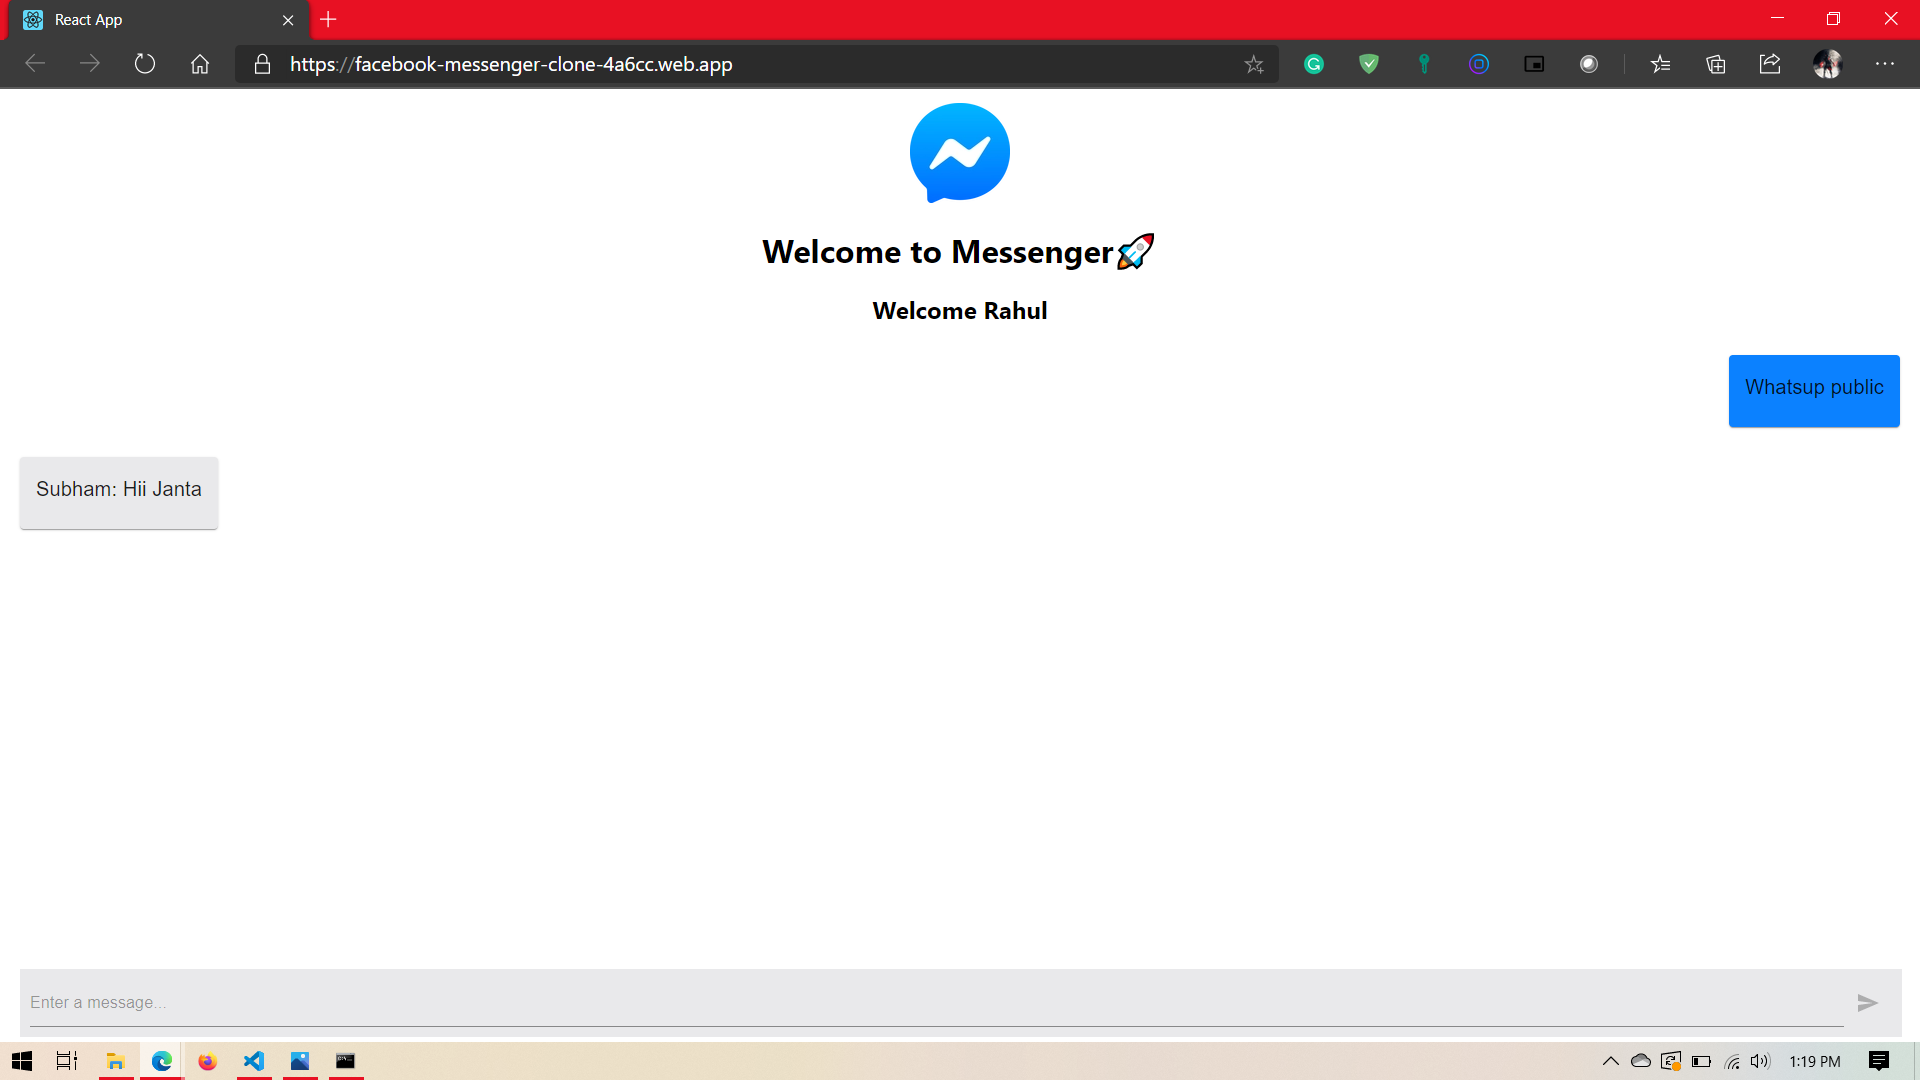 React App
https://facebook-messenger-clone-4a6cc.web.app
Welcome to Messenger🚀
Welcome Rahul
Whatsup public
Subham: Hii Janta
Enter a message...
1:19 PM